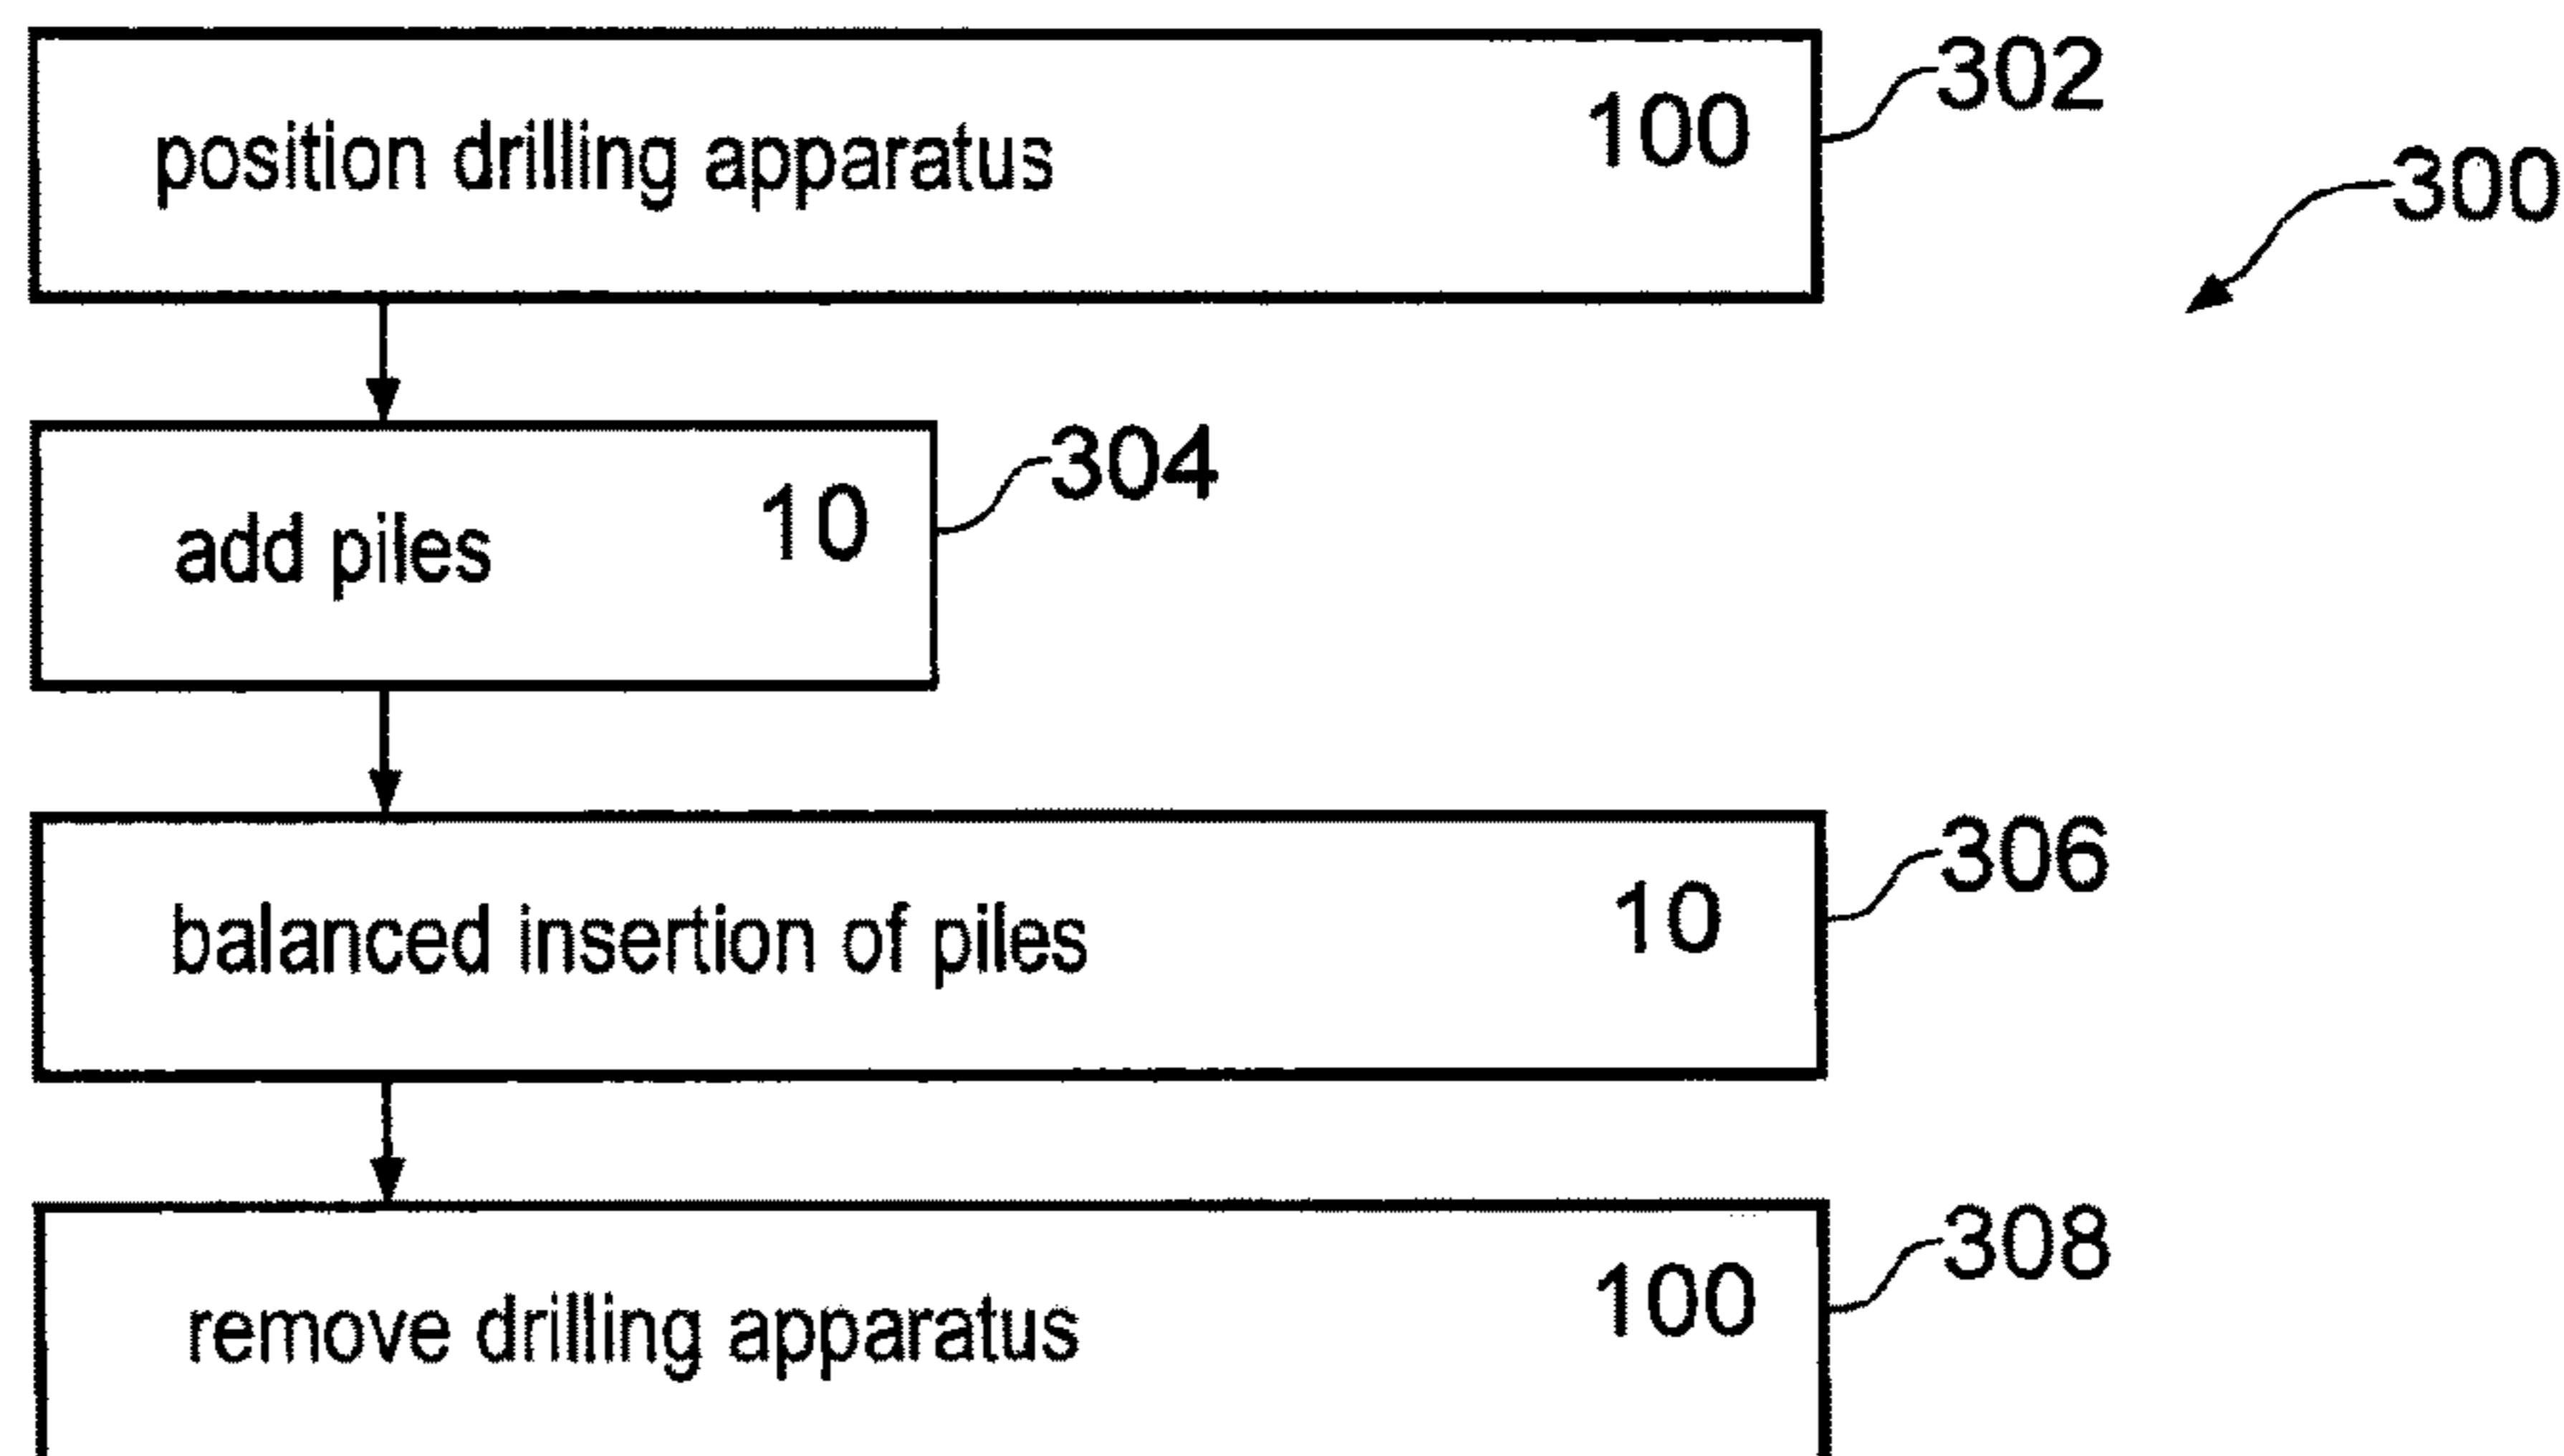 position drilling apparatus 100
302
300
add piles 10
304
balanced insertion of piles 10
306
remove drilling apparatus 100
308